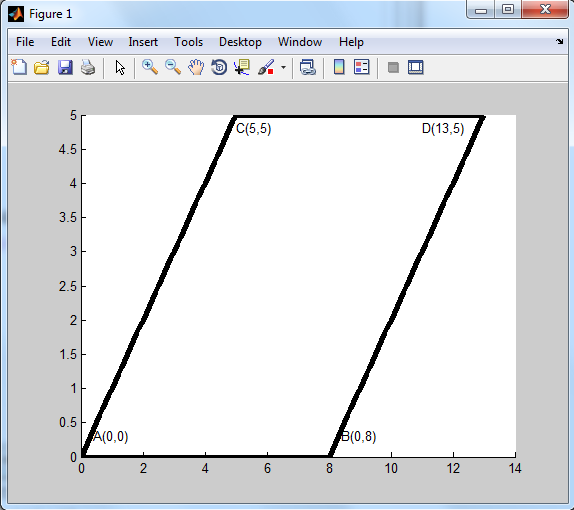 Figure 1
File Edit View Insert Tools Desktop Window Help
5
C(5,5) D(13,5)
4.5
4
3.5
3
2.5
2
1.5
1
0.5
A(0,0) B(0,8)
0
0 2 4 6 8 10 12 14